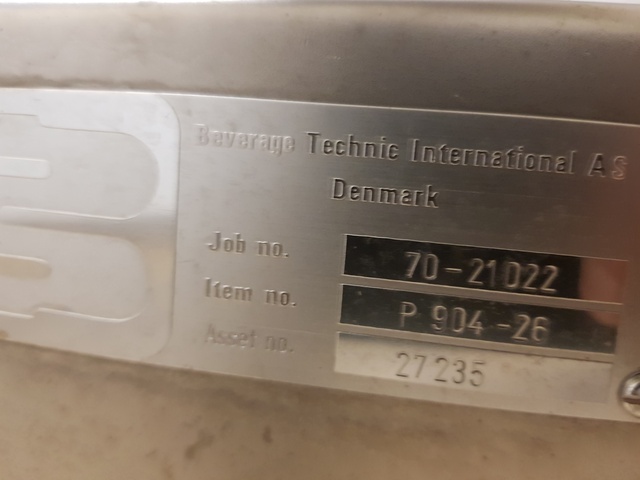 Beverage Technic International AS
Denmark
Job no. 70-21022
Item no. P 904-26
Asset no. 27235